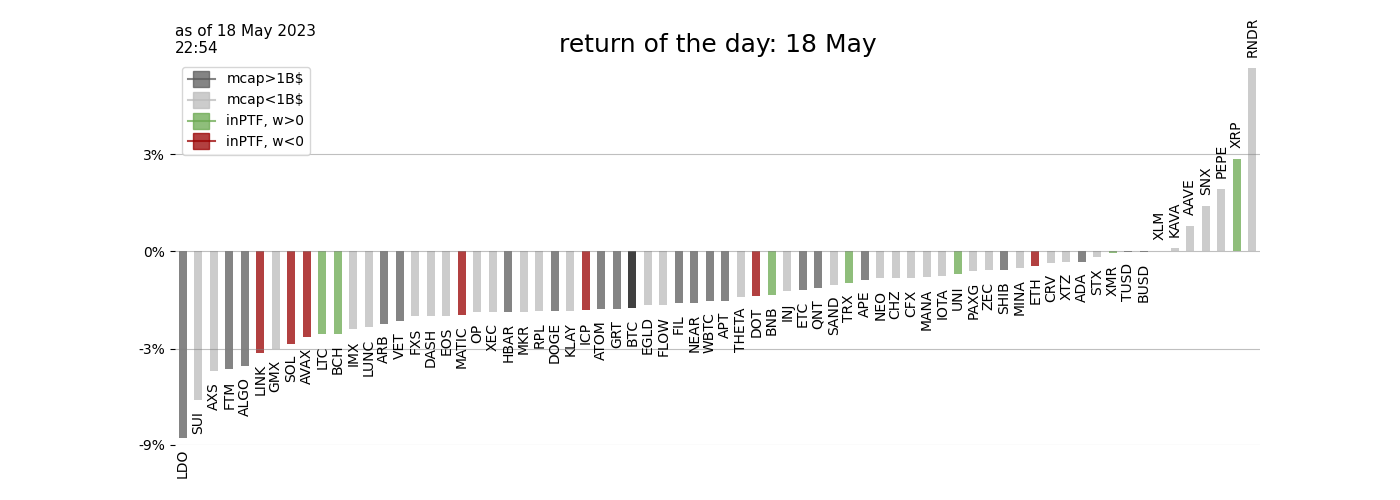 as of 18 May 2023
22:54
return of the day: 18 May
mcap>1B$
mcap<1B$
inPTF, w>0
inPTF, w<0
3%
0%
-3%
-9%
LDO
SUI
AXS
FTM
ALGO
LINK
GMX
SOL
AVAX
LTC
BCH
IMX
LUNC
ARB
VET
FXS
DASH
EOS
MATIC
OP
XEC
HBAR
MKR
RPL
DOGE
KLAY
ICP
ATOM
GRT
BTC
EGLD
FLOW
FIL
NEAR
WBTC
APT
THETA
DOT
BNB
INJ
ETC
QNT
SAND
TRX
APE
NEO
CHZ
CFX
MANA
IOTA
UNI
PAXG
ZEC
SHIB
MINA
ETH
CRV
XTZ
ADA
STX
XMR
TUSD
BUSD
XLM
KAVA
AAVE
SNX
PEPE
XRP
RNDR